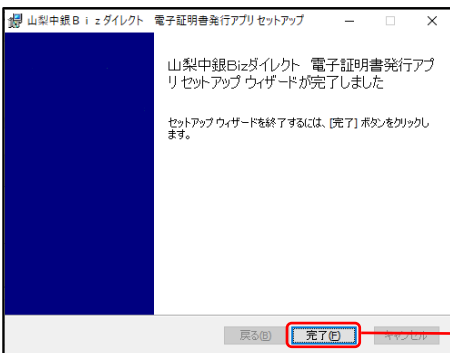 山梨中銀Ｂｉｚダイレクト 電子証明書発行アプリ セットアップ
山梨中銀Bizダイレクト 電子証明書発行アプ
リ セットアップ ウィザードが完了しました
セットアップ ウィザードを終了するには、[完了] ボタンをクリックし
ます。
戻る(B)
完了(F)
キャンセル